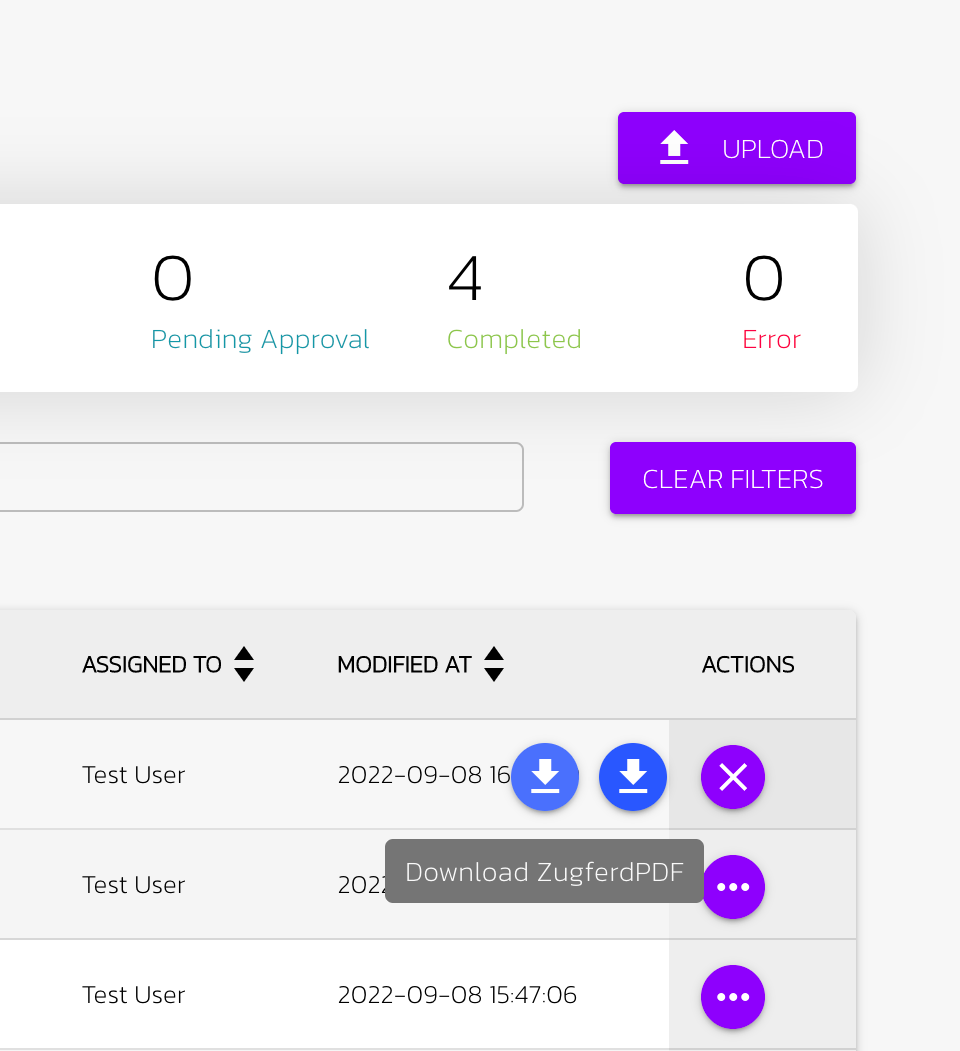 UPLOAD
0 4 0
Pending Approval Completed Error
CLEAR FILTERS
ASSIGNED TO MODIFIED AT ACTIONS
Test User 2022-09-08 16
Download ZugferdPDF
Test User 202
Test User 2022-09-08 15:47:06